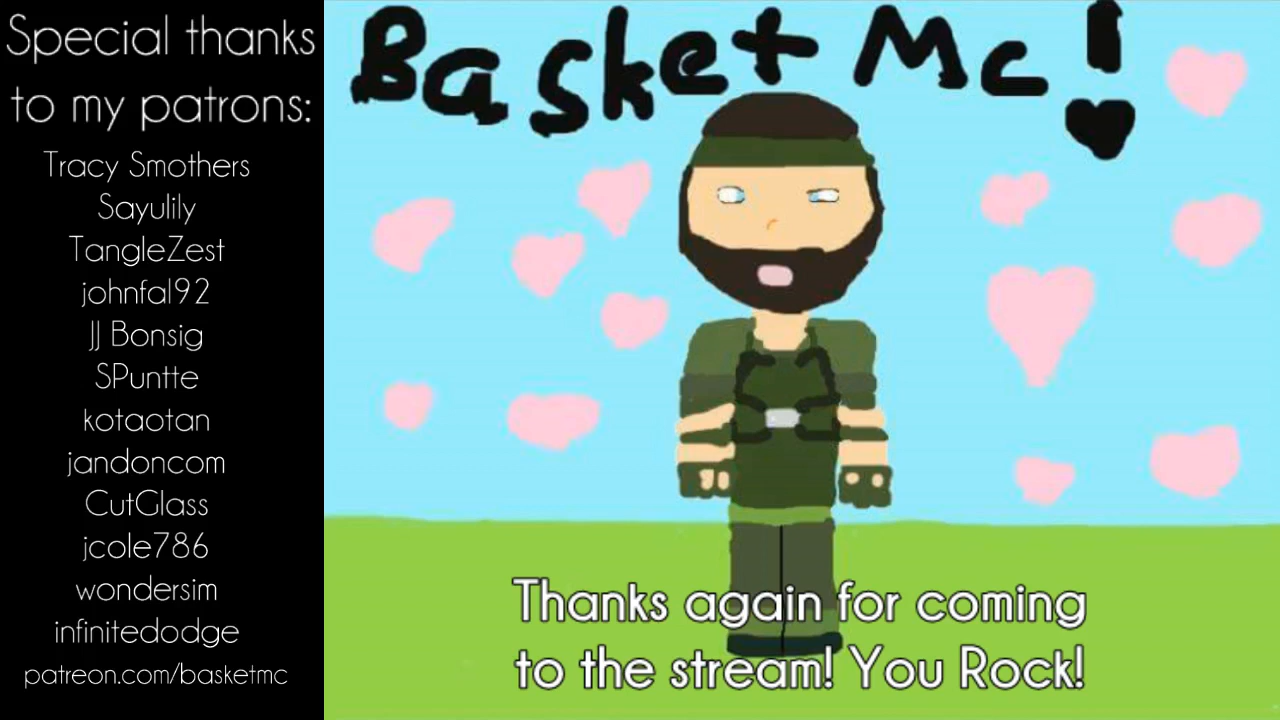 Special thanks
to my patrons:
Tracy Smothers
Sayulily
TangleZest
johnfal92
JJ Bonsig
SPuntte
kotaotan
jandoncom
CutGlass
jcole786
wondersim
infinitedodge
patreon.com/basketmc
Basket Mc!
Thanks again for coming
to the stream! You Rock!